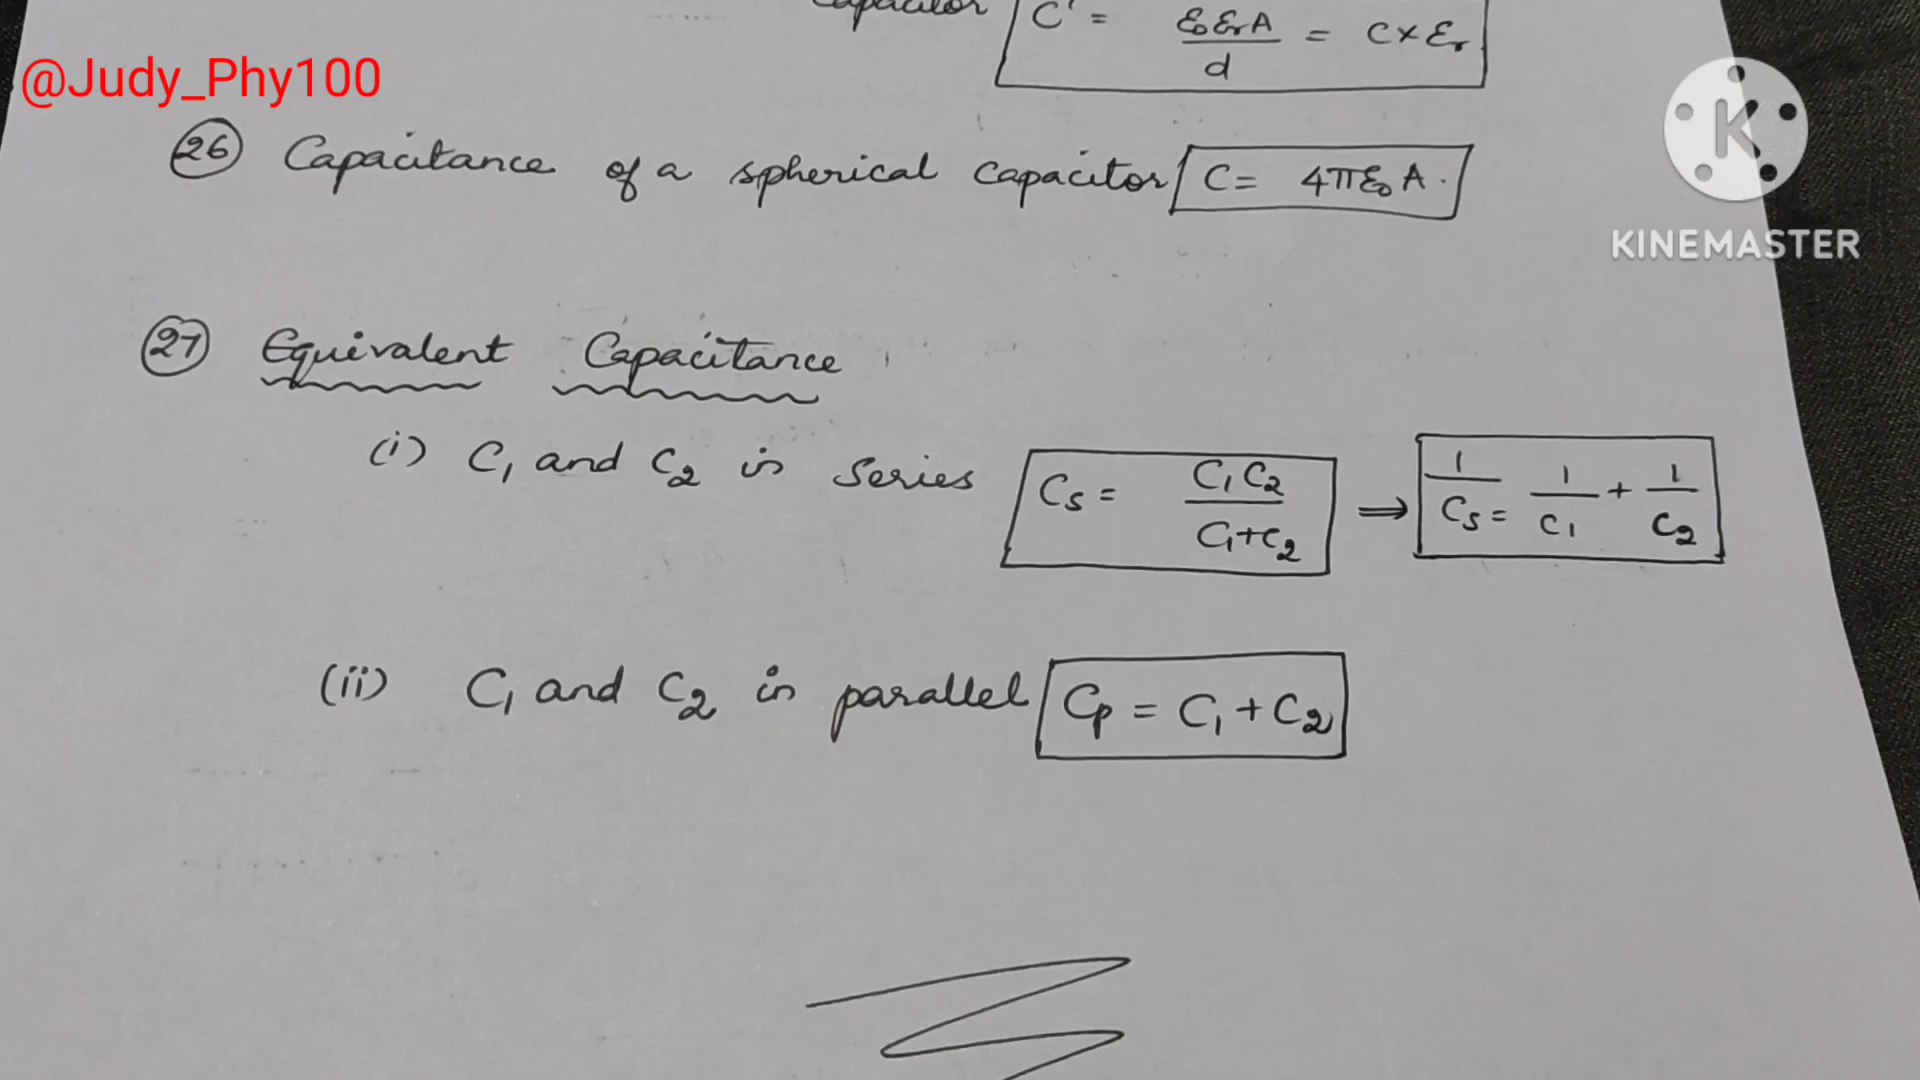 Capacitor C' = ε₀εᵣA / d = C × εᵣ
@Judy_Phy100
26 Capacitance of a spherical capacitor C = 4πε₀A.
KINEMASTER
27 Equivalent Capacitance
(i) C₁ and C₂ in series Cs = C₁C₂ / C₁+C₂ ⇒ 1/Cs = 1/C₁ + 1/C₂
(ii) C₁ and C₂ in parallel Cp = C₁ + C₂